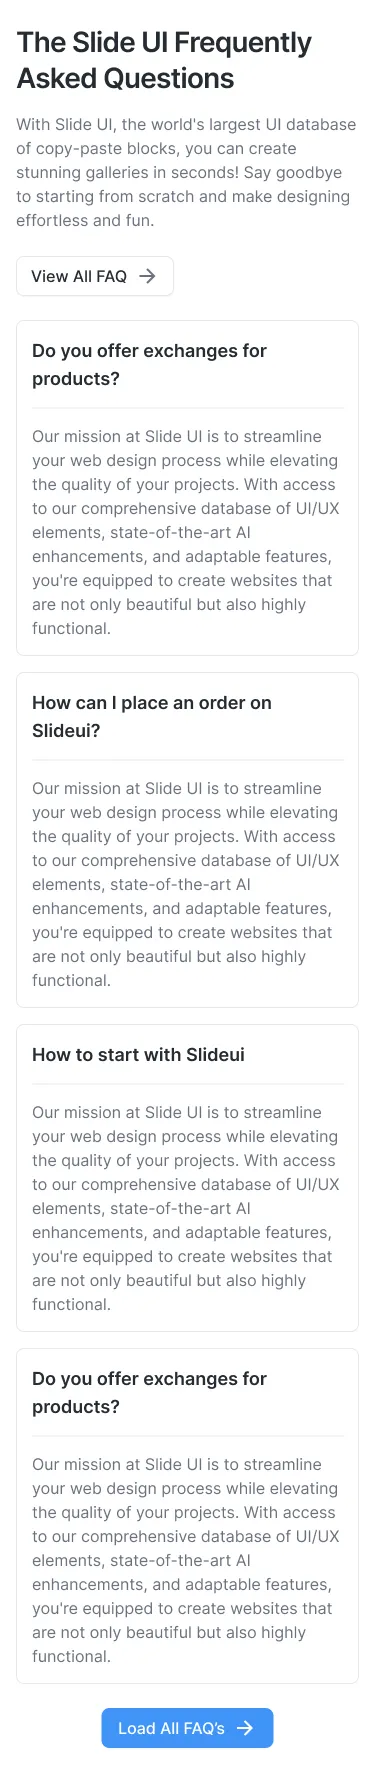 The Slide UI Frequently
Asked Questions
With Slide UI, the world's largest UI database
of copy-paste blocks, you can create
stunning galleries in seconds! Say goodbye
to starting from scratch and make designing
effortless and fun.
View All FAQ
Do you offer exchanges for
products?
Our mission at Slide UI is to streamline
your web design process while elevating
the quality of your projects. With access
to our comprehensive database of UI/UX
elements, state-of-the-art AI
enhancements, and adaptable features,
you're equipped to create websites that
are not only beautiful but also highly
functional.
How can I place an order on
Slideui?
Our mission at Slide UI is to streamline
your web design process while elevating
the quality of your projects. With access
to our comprehensive database of UI/UX
elements, state-of-the-art AI
enhancements, and adaptable features,
you're equipped to create websites that
are not only beautiful but also highly
functional.
How to start with Slideui
Our mission at Slide UI is to streamline
your web design process while elevating
the quality of your projects. With access
to our comprehensive database of UI/UX
elements, state-of-the-art AI
enhancements, and adaptable features,
you're equipped to create websites that
are not only beautiful but also highly
functional.
Do you offer exchanges for
products?
Our mission at Slide UI is to streamline
your web design process while elevating
the quality of your projects. With access
to our comprehensive database of UI/UX
elements, state-of-the-art AI
enhancements, and adaptable features,
you're equipped to create websites that
are not only beautiful but also highly
functional.
Load All FAQ’s